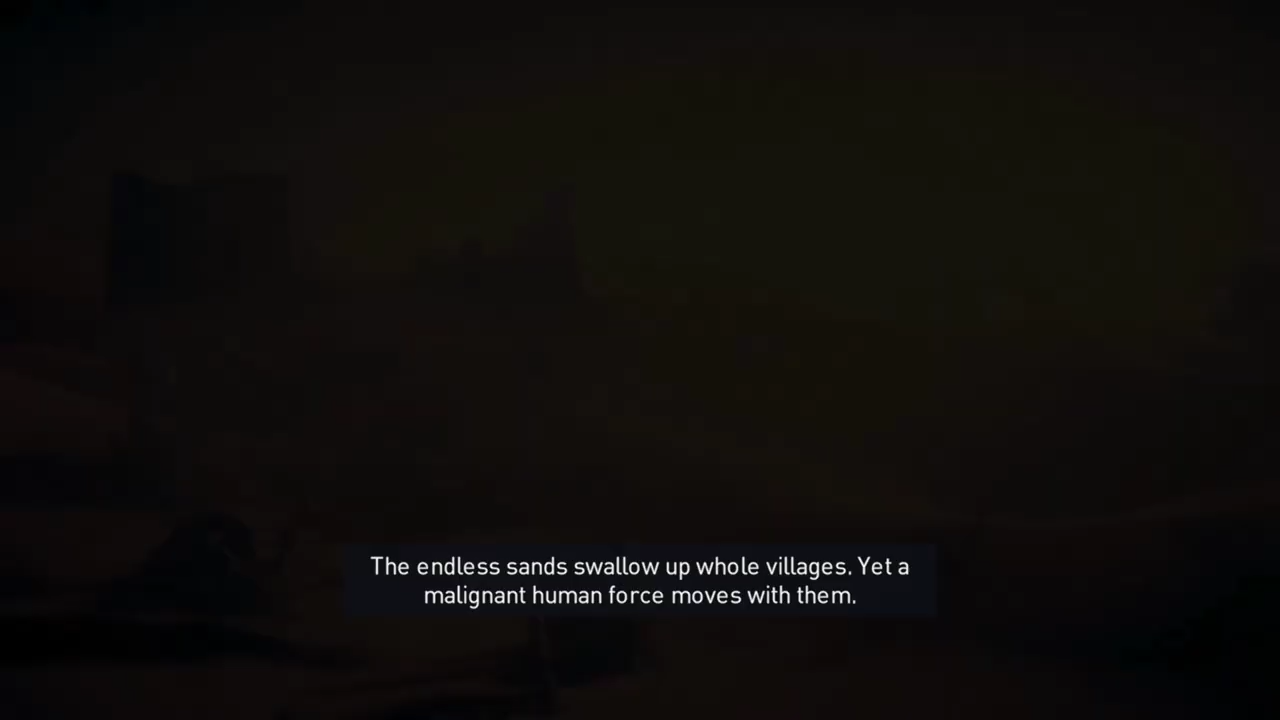 The endless sands swallow up whole villages. Yet a
malignant human force moves with them.